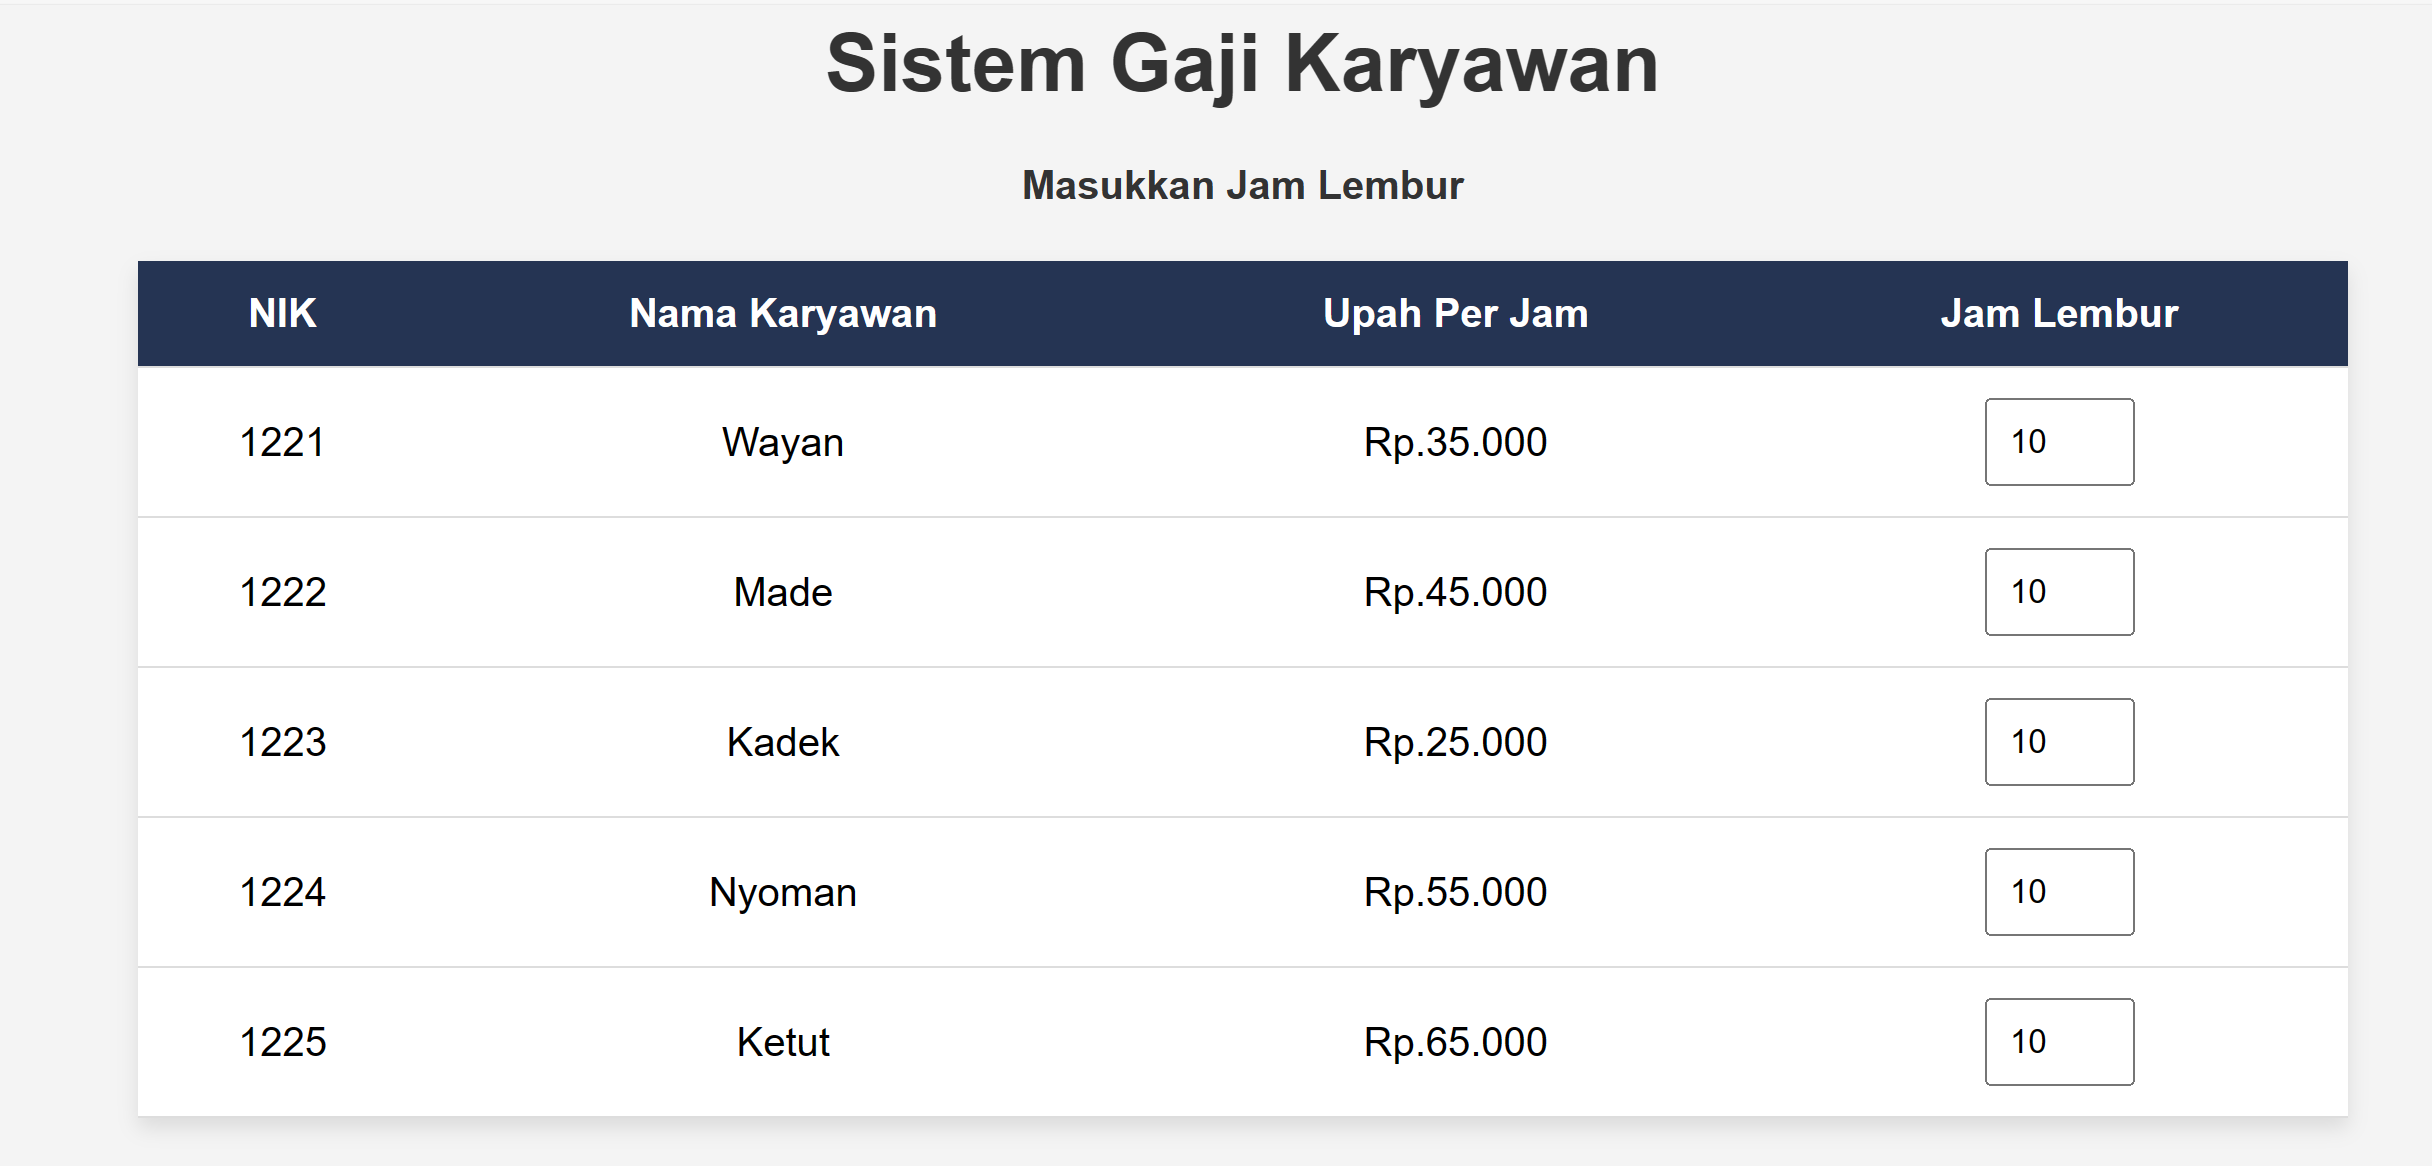 Sistem Gaji Karyawan
Masukkan Jam Lembur
NIK Nama Karyawan Upah Per Jam Jam Lembur
1221 Wayan Rp.35.000 10
1222 Made Rp.45.000 10
1223 Kadek Rp.25.000 10
1224 Nyoman Rp.55.000 10
1225 Ketut Rp.65.000 10